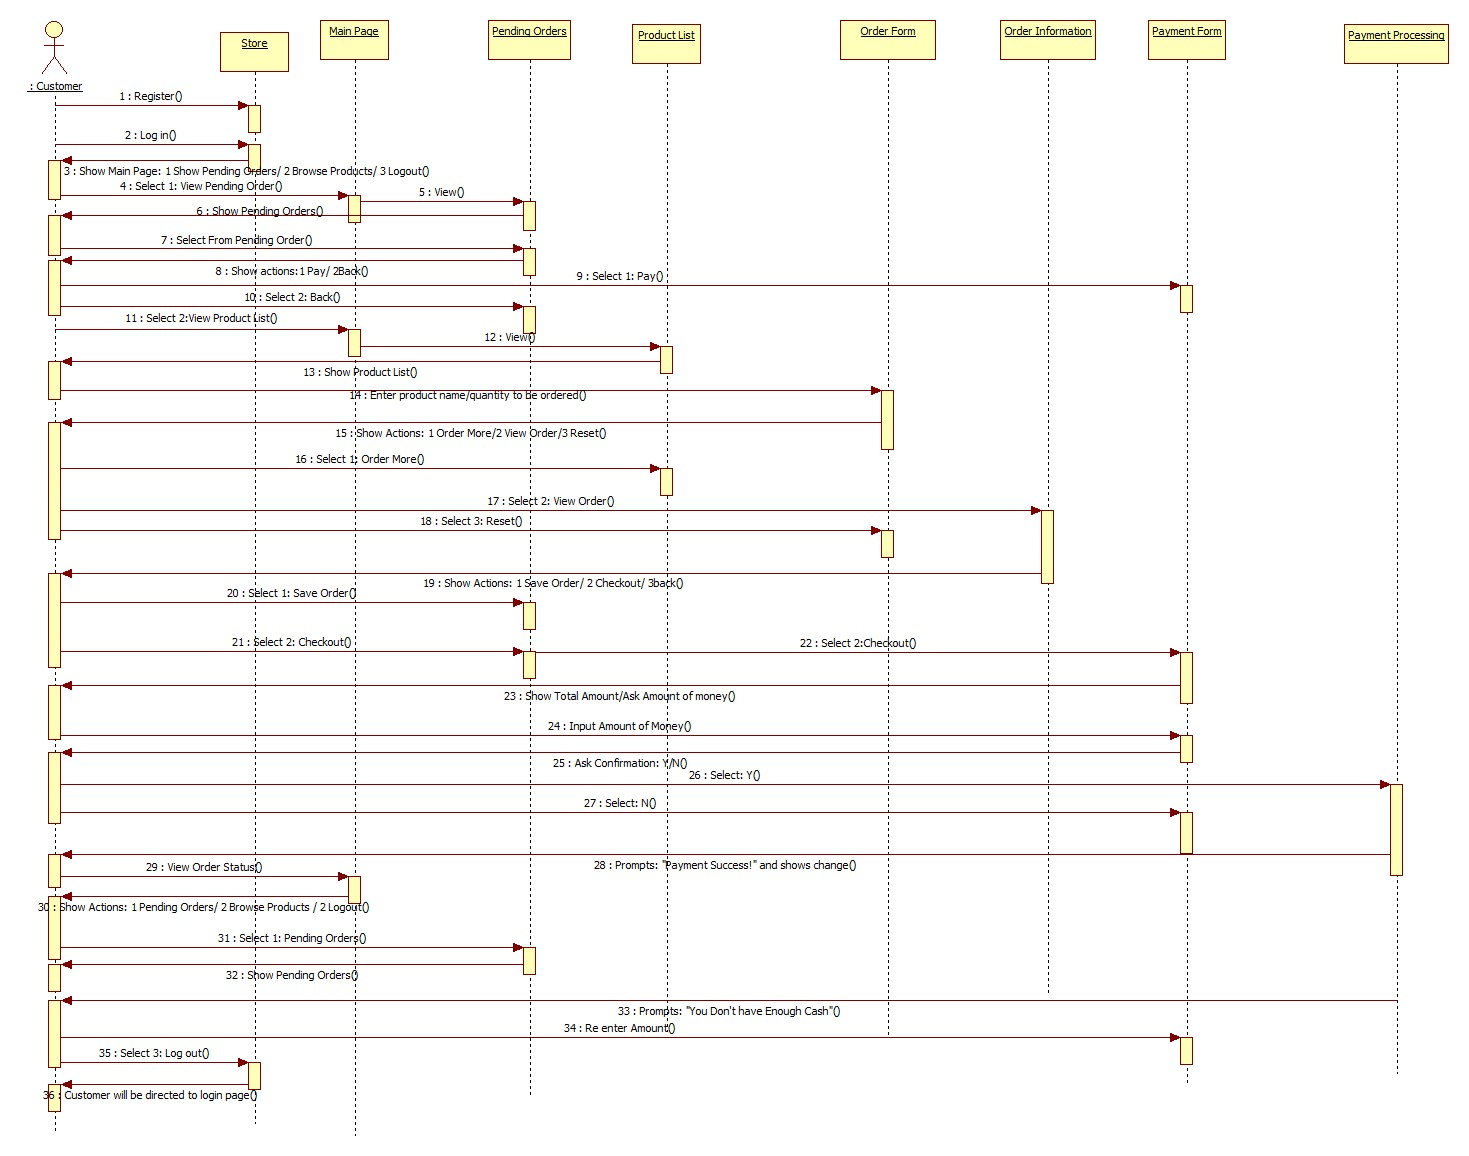 : Customer
Store
Main Page
Pending Orders
Product List
Order Form
Order Information
Payment Form
Payment Processing
1 : Register()
2 : Log in()
3 : Show Main Page: 1 Show Pending Orders/ 2 Browse Products/ 3 Logout()
4 : Select 1: View Pending Order()
5 : View()
6 : Show Pending Orders()
7 : Select From Pending Order()
8 : Show actions:1 Pay/ 2Back()
9 : Select 1: Pay()
10 : Select 2: Back()
11 : Select 2:View Product List()
12 : View()
13 : Show Product List()
14 : Enter product name/quantity to be ordered()
15 : Show Actions: 1 Order More/2 View Order/3 Reset()
16 : Select 1: Order More()
17 : Select 2: View Order()
18 : Select 3: Reset()
19 : Show Actions: 1 Save Order/ 2 Checkout/ 3back()
20 : Select 1: Save Order()
21 : Select 2: Checkout()
22 : Select 2:Checkout()
23 : Show Total Amount/Ask Amount of money()
24 : Input Amount of Money()
25 : Ask Confirmation: Y/N()
26 : Select: Y()
27 : Select: N()
28 : Prompts: "Payment Success!" and shows change()
29 : View Order Status()
30 : Show Actions: 1 Pending Orders/ 2 Browse Products / 2 Logout()
31 : Select 1: Pending Orders()
32 : Show Pending Orders()
33 : Prompts: "You Don't have Enough Cash"()
34 : Re enter Amount()
35 : Select 3: Log out()
36 : Customer will be directed to login page()